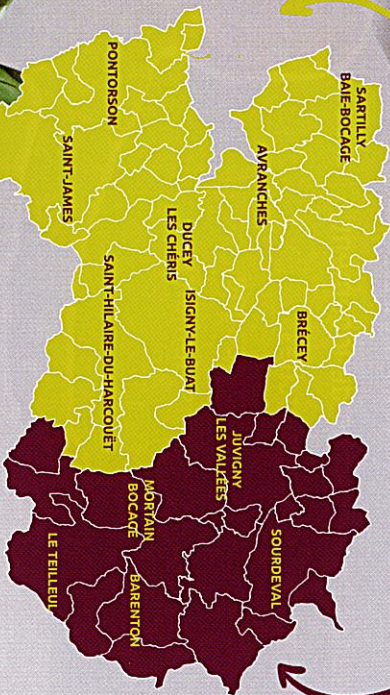 SARTILLY
BAIE-BOCAGE
BRÉCEY
AVRANCHES
SOURDEVAL
JUVIGNY
LES VALLÉES
DUCEY
LES CHÉRIS
ISIGNY-LE-BUAT
PONTORSON
MORTAIN
BOCAGE
BARENTON
SAINT-HILAIRE-DU-HARCOUËT
SAINT-JAMES
LE TEILLEUL